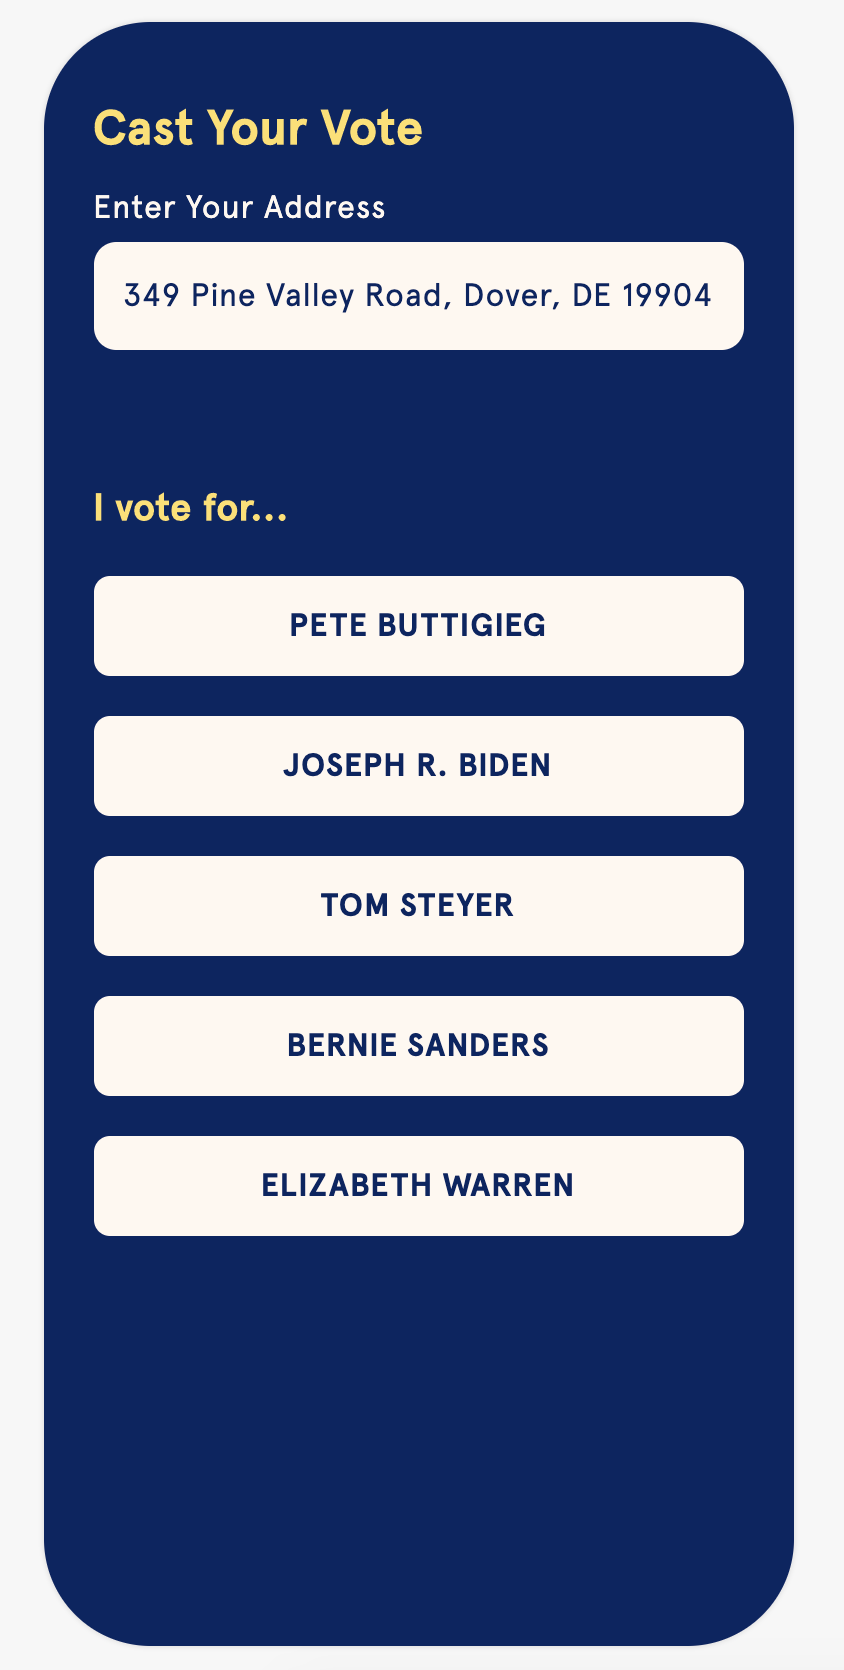 Cast Your Vote
Enter Your Address
349 Pine Valley Road, Dover, DE 19904
I vote for...
PETE BUTTIGIEG
JOSEPH R. BIDEN
TOM STEYER
BERNIE SANDERS
ELIZABETH WARREN